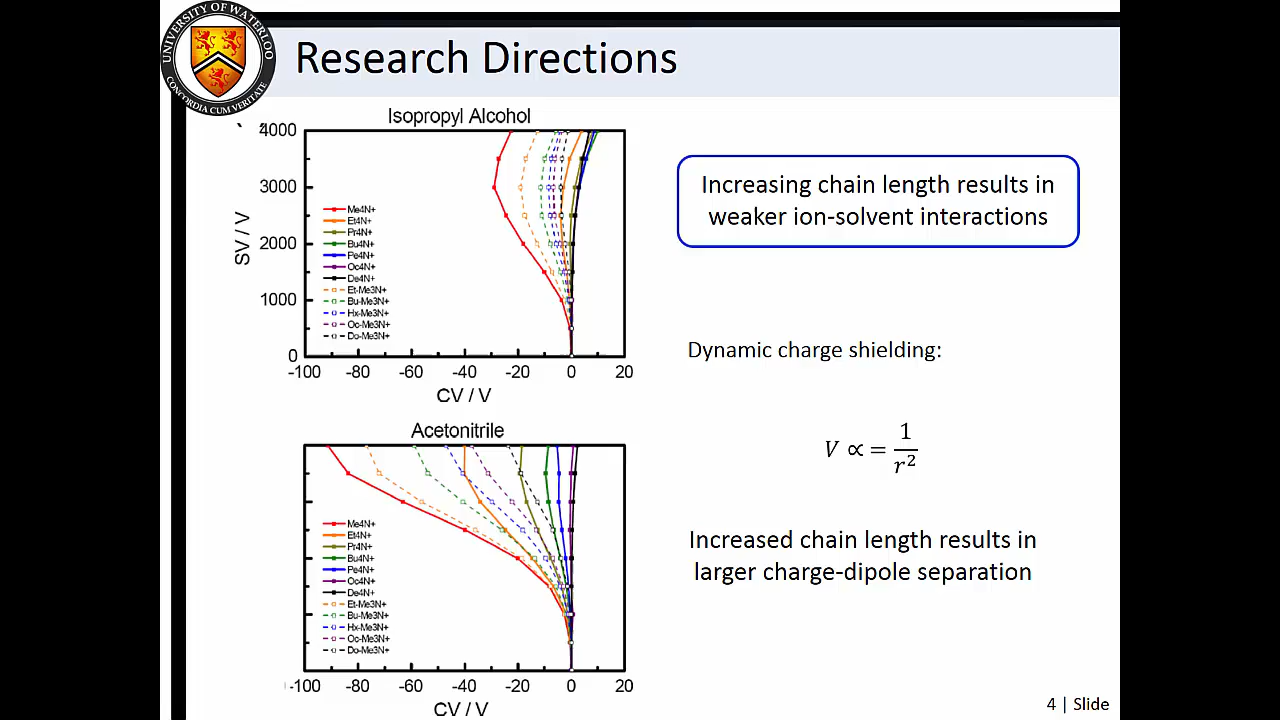 UNIVERSITY OF WATERLOO
CONCORDIA CUM VERITATE
Research Directions
Isopropyl Alcohol
4000
3000
2000
1000
0
SV / V
Me4N+
Et4N+
Pr4N+
Bu4N+
Pe4N+
Oc4N+
De4N+
Et-Me3N+
Bu-Me3N+
Hx-Me3N+
Oc-Me3N+
Do-Me3N+
-100 -80 -60 -40 -20 0 20
CV / V
Acetonitrile
Me4N+
Et4N+
Pr4N+
Bu4N+
Pe4N+
Oc4N+
De4N+
Et-Me3N+
Bu-Me3N+
Hx-Me3N+
Oc-Me3N+
Do-Me3N+
-100 -80 -60 -40 -20 0 20
CV / V
Increasing chain length results in
weaker ion-solvent interactions
Dynamic charge shielding:
V ∝ = 1/r²
Increased chain length results in
larger charge-dipole separation
4 | Slide